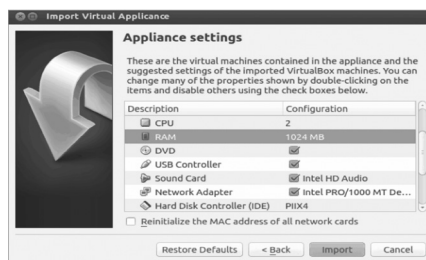 Import Virtual Applicance
Appliance settings
These are the virtual machines contained in the appliance and the
suggested settings of the imported VirtualBox machines. You can
change many of the properties shown by double-clicking on the
items and disable others using the check boxes below.
Description Configuration
CPU 2
RAM 1024 MB
DVD
USB Controller
Sound Card Intel HD Audio
Network Adapter Intel PRO/1000 MT De...
Hard Disk Controller (IDE) PIIX4
Reinitialize the MAC address of all network cards
Restore Defaults < Back Import Cancel